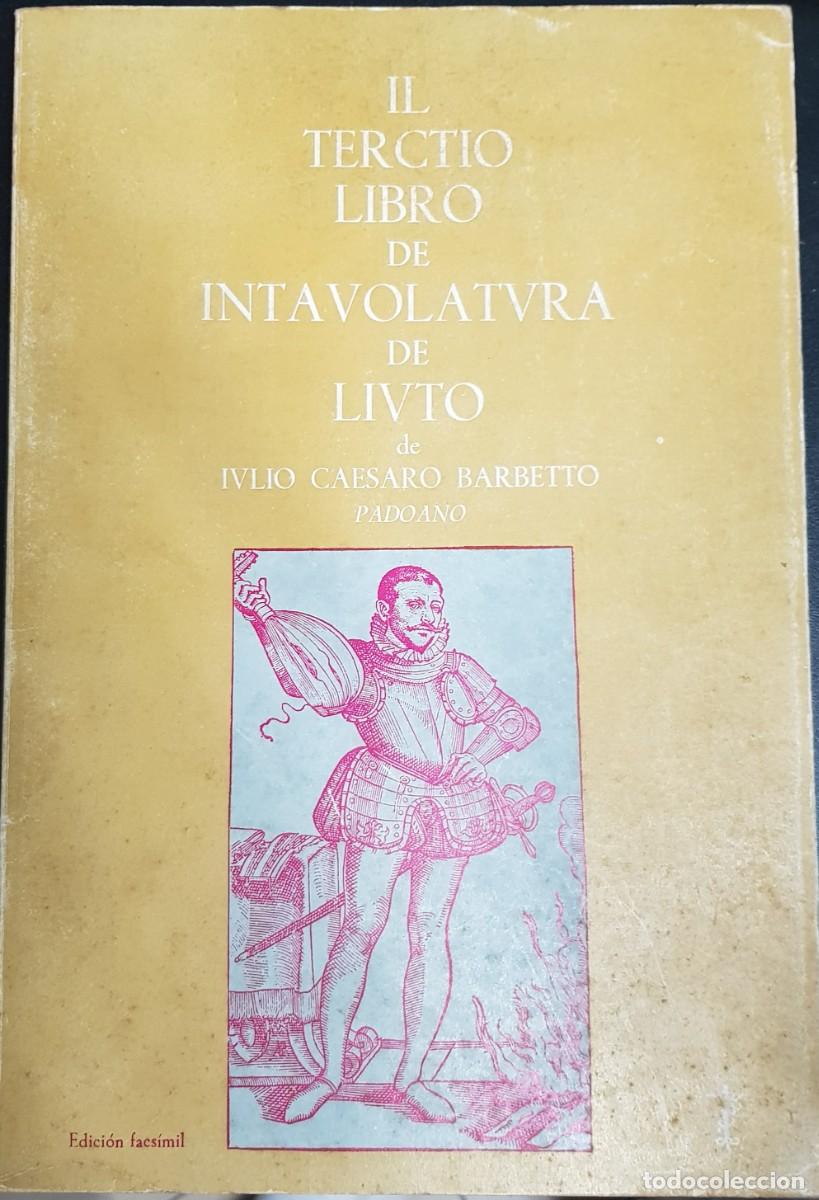 IL
TERCTIO
LIBRO
DE
INTAVOLATVRA
DE
LIVTO
de
IVLIO CAESARO BARBETTO
PADOANO
Edición facsímil
todocoleccion